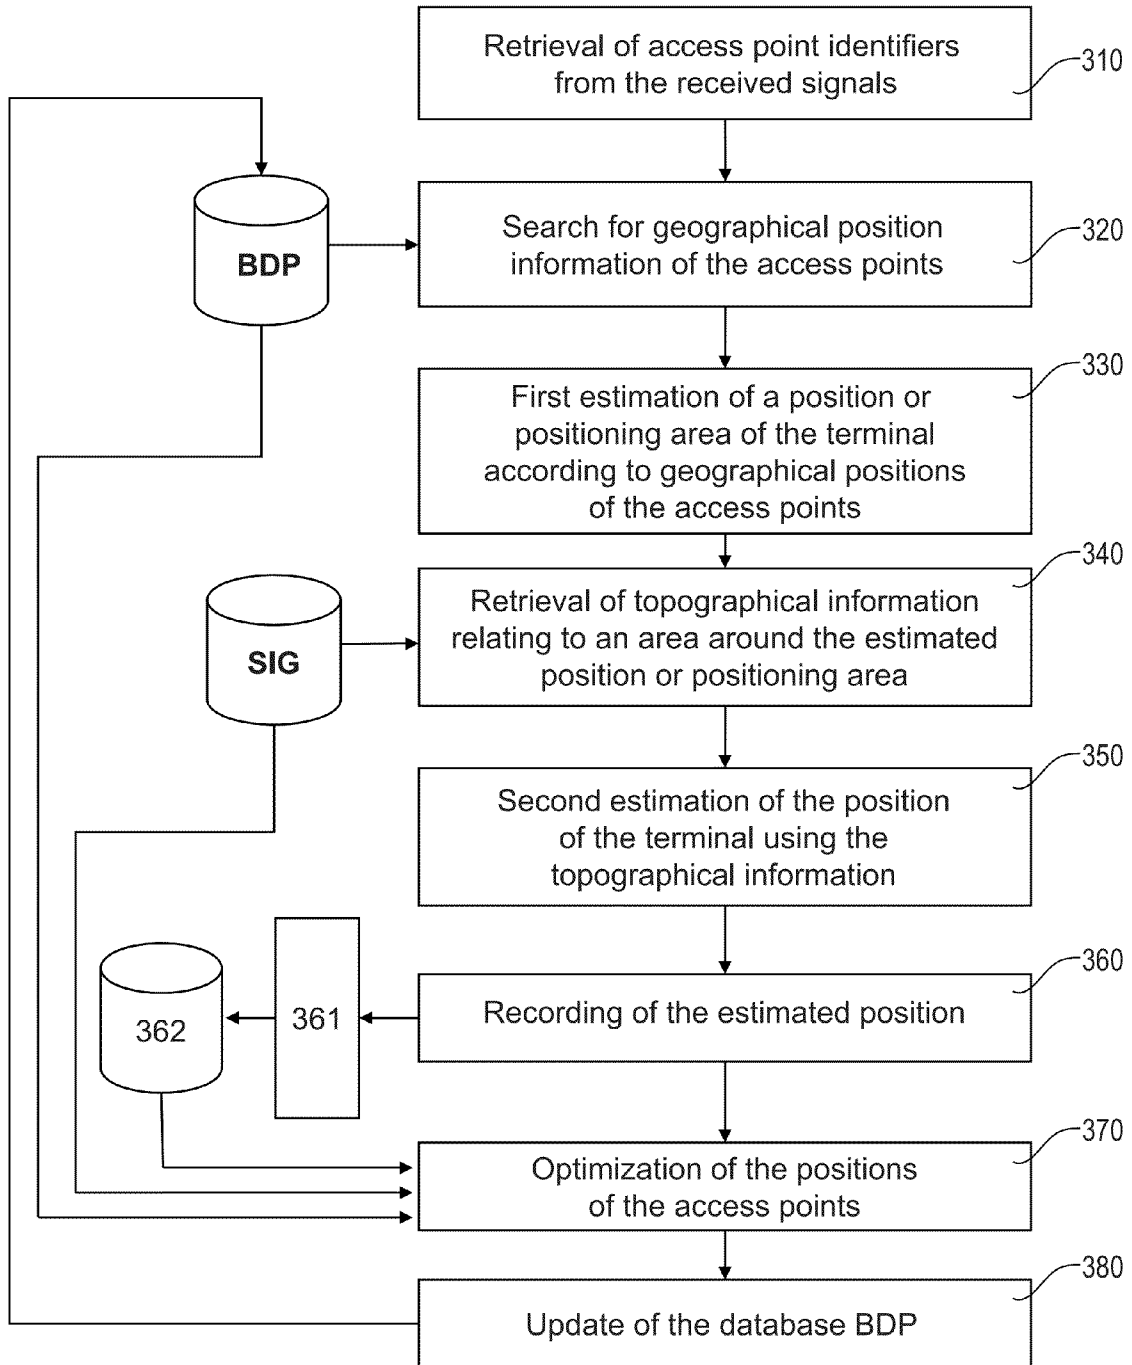 Retrieval of access point identifiers
from the received signals
310
BDP
Search for geographical position
information of the access points
320
First estimation of a position or
positioning area of the terminal
according to geographical positions
of the access points
330
SIG
Retrieval of topographical information
relating to an area around the estimated
position or positioning area
340
Second estimation of the position
of the terminal using the
topographical information
350
362
361
Recording of the estimated position
360
Optimization of the positions
of the access points
370
Update of the database BDP
380